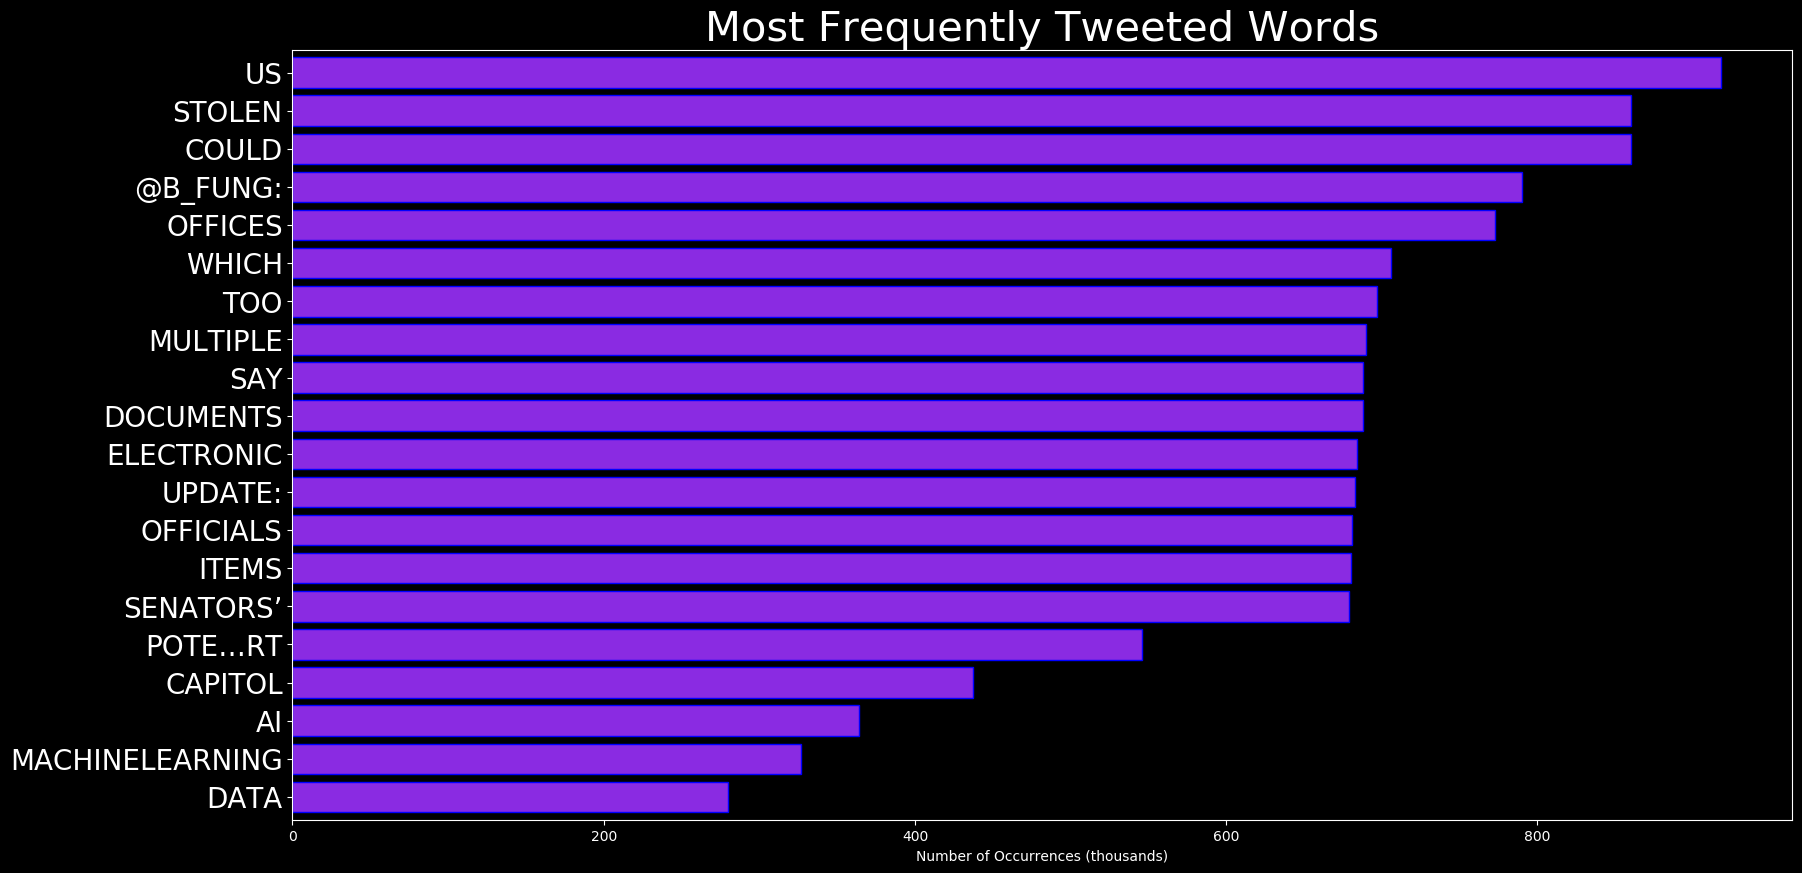 Most Frequently Tweeted Words
US
STOLEN
COULD
@B_FUNG:
OFFICES
WHICH
TOO
MULTIPLE
SAY
DOCUMENTS
ELECTRONIC
UPDATE:
OFFICIALS
ITEMS
SENATORS’
POTE…RT
CAPITOL
AI
MACHINELEARNING
DATA
0 200 400 600 800
Number of Occurrences (thousands)